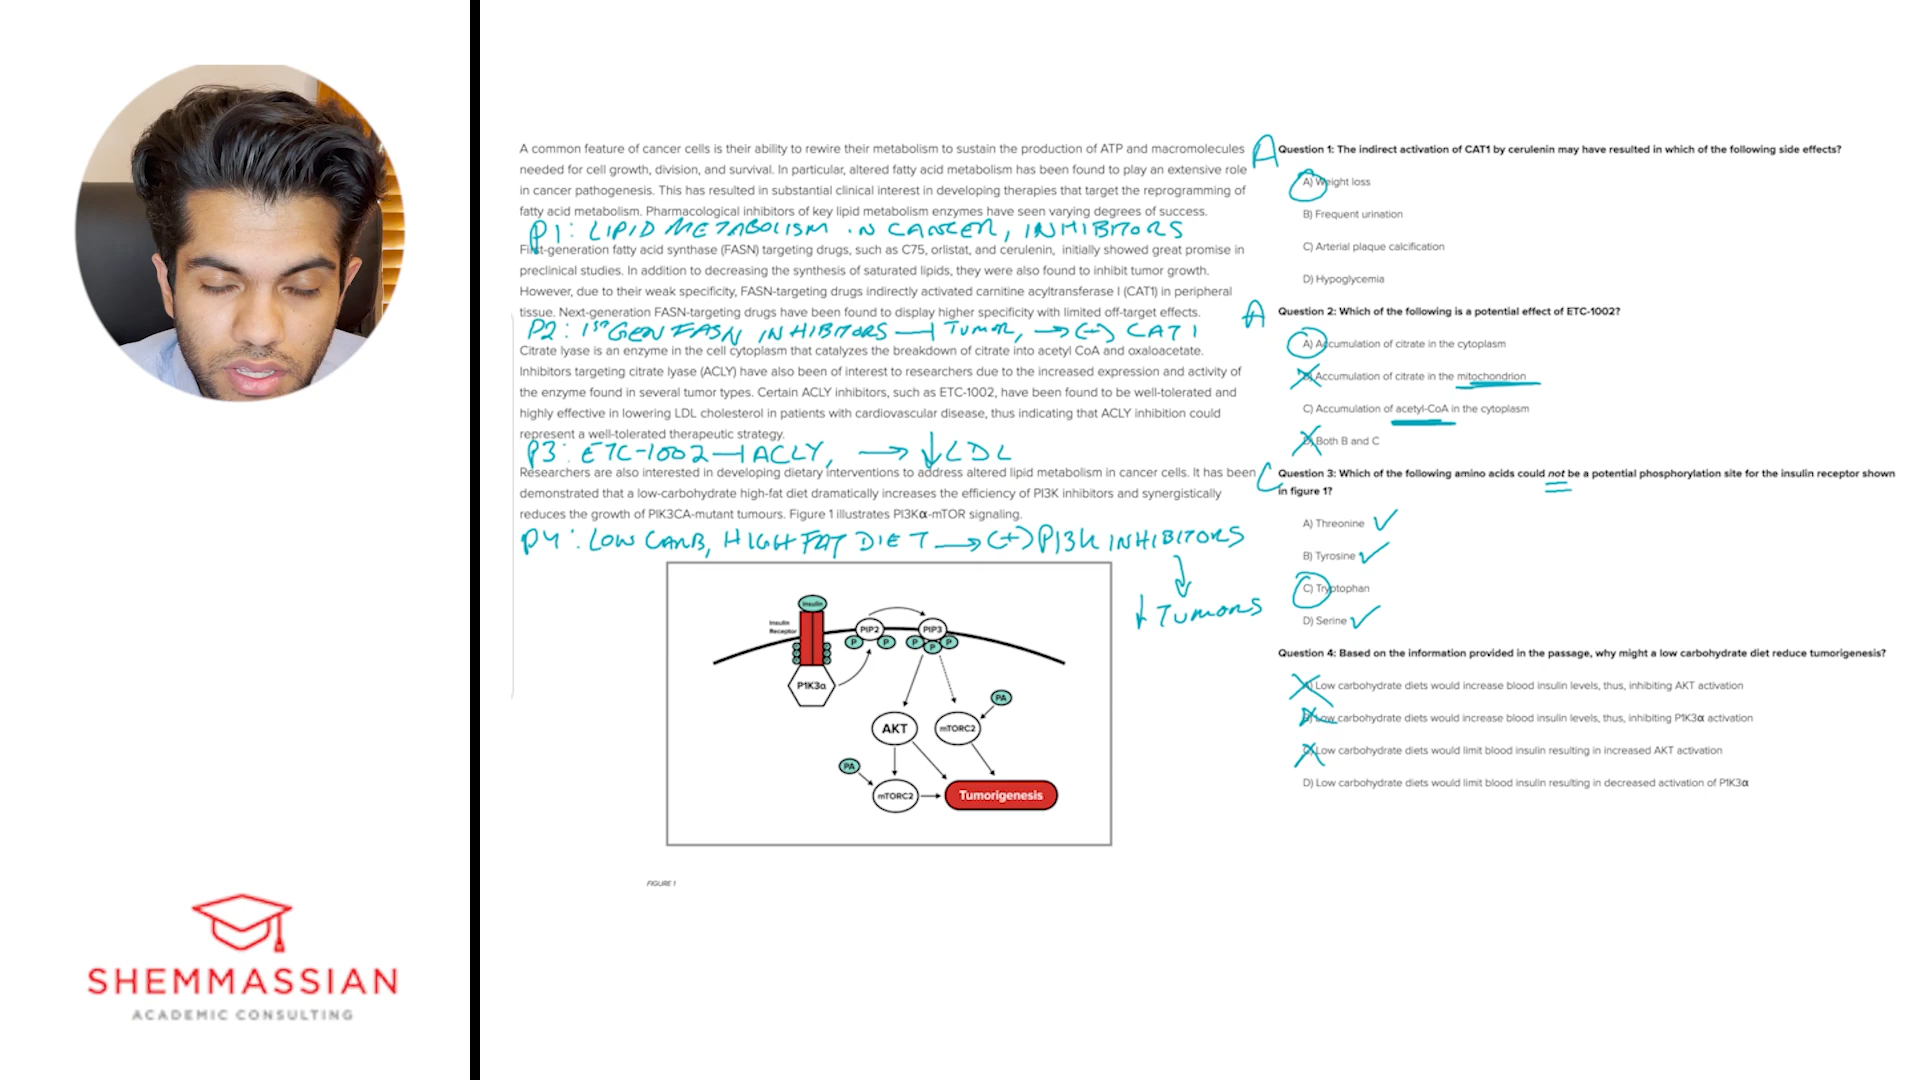 A common feature of cancer cells is their ability to rewire their metabolism to sustain the production of ATP and macromolecules
needed for cell growth, division, and survival. In particular, altered fatty acid metabolism has been found to play an extensive role
in cancer pathogenesis. This has resulted in substantial clinical interest in developing therapies that target the reprogramming of
fatty acid metabolism. Pharmacological inhibitors of key lipid metabolism enzymes have seen varying degrees of success.
P1: LIPID METABOLISM IN CANCER, INHIBITORS
First-generation fatty acid synthase (FASN) targeting drugs, such as C75, orlistat, and cerulenin, initially showed great promise in
preclinical studies. In addition to decreasing the synthesis of saturated lipids, they were also found to inhibit tumor growth.
However, due to their weak specificity, FASN-targeting drugs indirectly activated carnitine acyltransferase I (CAT1) in peripheral
tissue. Next-generation FASN-targeting drugs have been found to display higher specificity with limited off-target effects.
P2: 1ST GEN FASN INHIBITORS ⊣ TUMOR, → (+) CAT1
Citrate lyase is an enzyme in the cell cytoplasm that catalyzes the breakdown of citrate into acetyl CoA and oxaloacetate.
Inhibitors targeting citrate lyase (ACLY) have also been of interest to researchers due to the increased expression and activity of
the enzyme found in several tumor types. Certain ACLY inhibitors, such as ETC-1002, have been found to be well-tolerated and
highly effective in lowering LDL cholesterol in patients with cardiovascular disease, thus indicating that ACLY inhibition could
represent a well-tolerated therapeutic strategy.
P3: ETC-1002 ⊣ ACLY, → ↓ LDL
Researchers are also interested in developing dietary interventions to address altered lipid metabolism in cancer cells. It has been
demonstrated that a low-carbohydrate high-fat diet dramatically increases the efficiency of PI3K inhibitors and synergistically
reduces the growth of PIK3CA-mutant tumours. Figure 1 illustrates PI3Kα-mTOR signaling.
P4: LOW CARB, HIGH FAT DIET → (+) PI3K INHIBITORS
↓
↓ TUMORS
Insulin
Insulin
Receptor
PIP2
PIP3
P P P P P
P1K3α
PA
AKT
mTORC2
PA
mTORC2
Tumorigenesis
FIGURE 1
A
Question 1: The indirect activation of CAT1 by cerulenin may have resulted in which of the following side effects?
A) Weight loss
B) Frequent urination
C) Arterial plaque calcification
D) Hypoglycemia
A
Question 2: Which of the following is a potential effect of ETC-1002?
A) Accumulation of citrate in the cytoplasm
B) Accumulation of citrate in the mitochondrion
C) Accumulation of acetyl-CoA in the cytoplasm
D) Both B and C
C
Question 3: Which of the following amino acids could not be a potential phosphorylation site for the insulin receptor shown
in figure 1?
A) Threonine
B) Tyrosine
C) Tryptophan
D) Serine
Question 4: Based on the information provided in the passage, why might a low carbohydrate diet reduce tumorigenesis?
A) Low carbohydrate diets would increase blood insulin levels, thus, inhibiting AKT activation
B) Low carbohydrate diets would increase blood insulin levels, thus, inhibiting P1K3α activation
C) Low carbohydrate diets would limit blood insulin resulting in increased AKT activation
D) Low carbohydrate diets would limit blood insulin resulting in decreased activation of P1K3α
SHEMMASSIAN
ACADEMIC CONSULTING